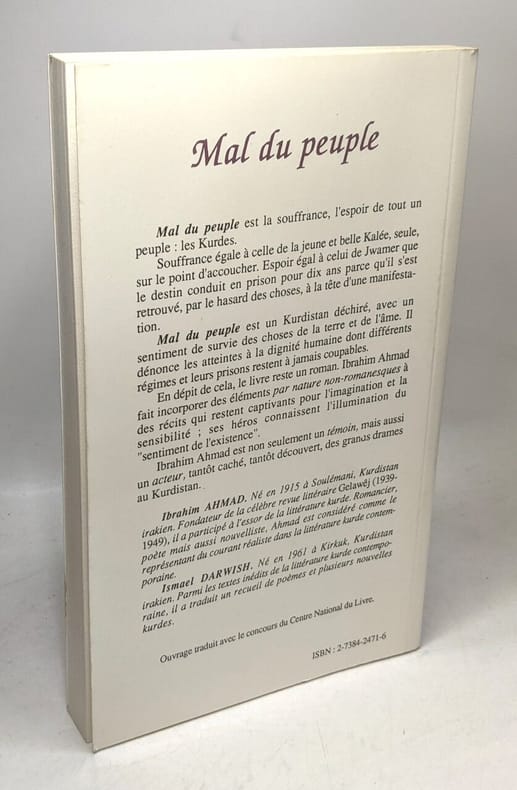 Mal du peuple
Mal du peuple est la souffrance, l'espoir de tout un
peuple : les Kurdes.
Souffrance égale à celle de la jeune et belle Kalée, seule,
sur le point d'accoucher. Espoir égal à celui de Jwamer que
le destin conduit en prison pour dix ans parce qu'il s'est
retrouvé, par le hasard des choses, à la tête d'une manifesta-
tion.
Mal du peuple est un Kurdistan déchiré, avec un
sentiment de survie des choses de la terre et de l'âme. Il
dénonce les atteintes à la dignité humaine dont différents
régimes et leurs prisons restent à jamais coupables.
En dépit de cela, le livre reste un roman. Ibrahim Ahmad
fait incorporer des éléments par nature non-romanesques à
des récits qui restent captivants pour l'imagination et la
sensibilité ; ses héros connaissent l'illumination du
"sentiment de l'existence".
Ibrahim Ahmad est non seulement un témoin, mais aussi
un acteur, tantôt caché, tantôt découvert, des grands drames
au Kurdistan.
Ibrahim AHMAD. Né en 1915 à Soulémani, Kurdistan
irakien. Fondateur de la célèbre revue littéraire Gelawêj (1939-
1949), il a participé à l'essor de la littérature kurde. Romancier,
poète mais aussi nouvelliste, Ahmad est considéré comme le
représentant du courant réaliste dans la littérature kurde contem-
poraine.
Ismael DARWISH. Né en 1961 à Kirkuk, Kurdistan
irakien. Parmi les textes inédits de la littérature kurde contempo-
raine, il a traduit un recueil de poèmes et plusieurs nouvelles
kurdes.
Ouvrage traduit avec le concours du Centre National du Livre.
ISBN : 2-7384-2471-6